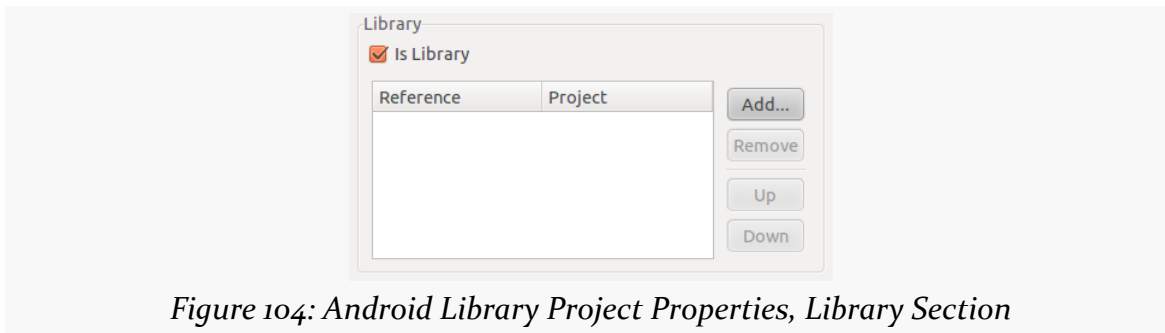 Library
Is Library
Reference Project
Add...
Remove
Up
Down
Figure 104: Android Library Project Properties, Library Section